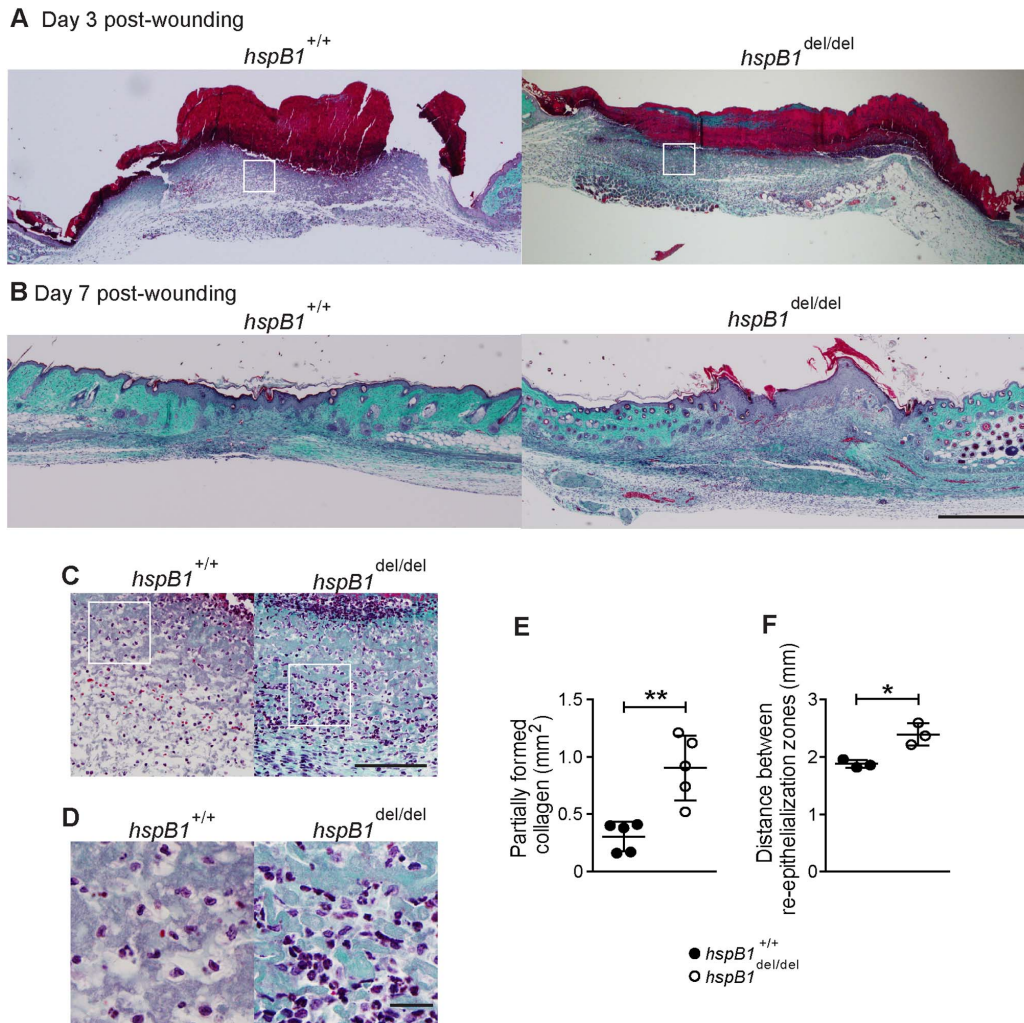 A Day 3 post-wounding
hspB1+/+
hspB1del/del
B Day 7 post-wounding
hspB1+/+
hspB1del/del
C
hspB1+/+
hspB1del/del
D
hspB1+/+
hspB1del/del
E
Partially formed
collagen (mm2)
1.5
1.0
0.5
0
**
F
Distance between
re-epithelialization zones (mm)
3
2
1
0
*
hspB1+/+
hspB1del/del